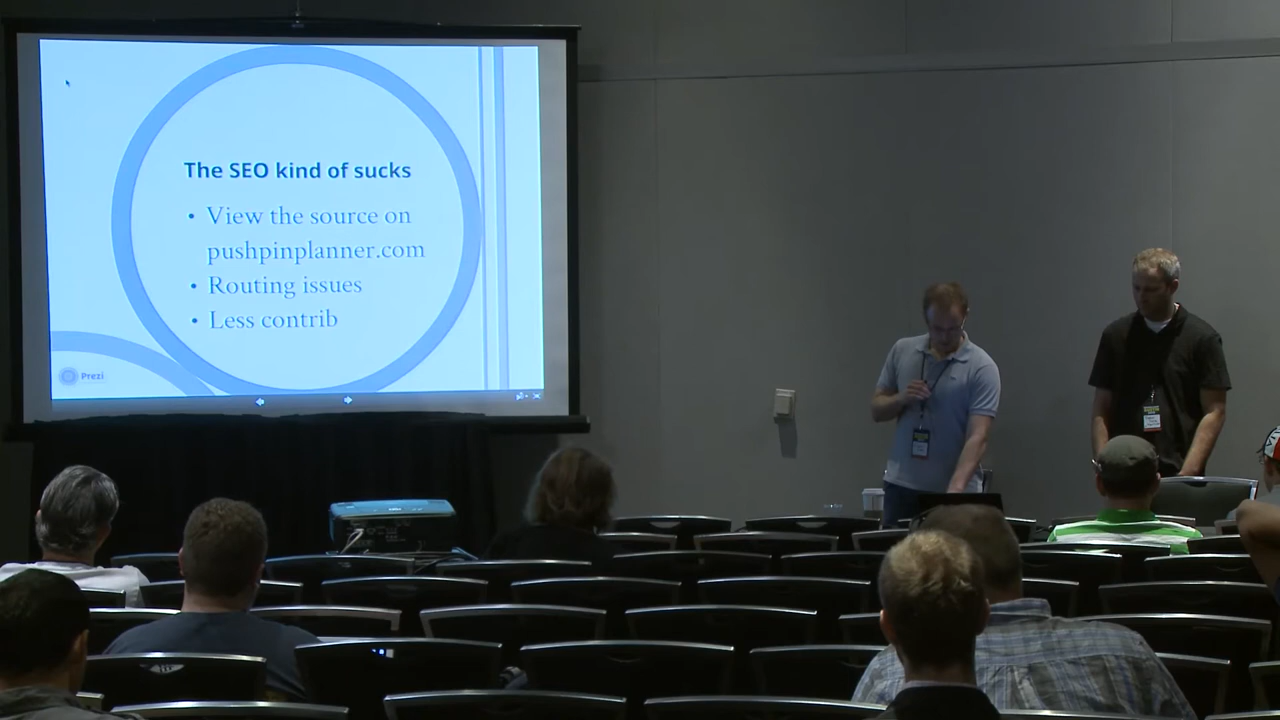 The SEO kind of sucks
• View the source on
pushpinplanner.com
• Routing issues
• Less contrib
Prezi